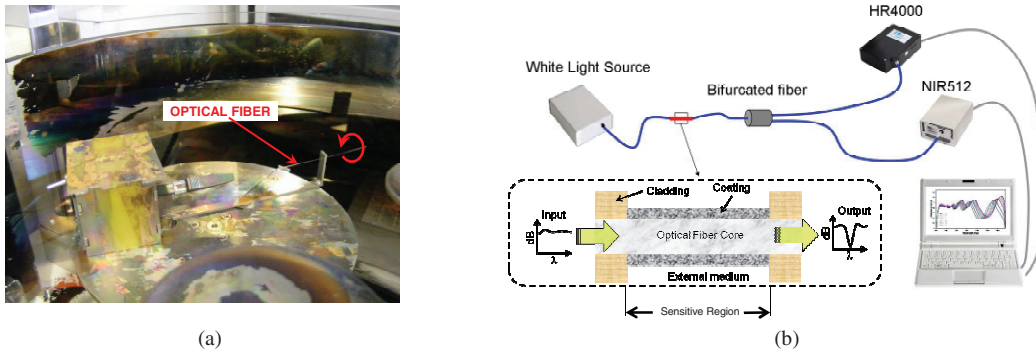 OPTICAL FIBER
(a)
HR4000
White Light Source
Bifurcated fiber
NIR512
Cladding
Coating
Input
dB
λ
Optical Fiber Core
Output
dB
λ
External medium
Sensitive Region
(b)